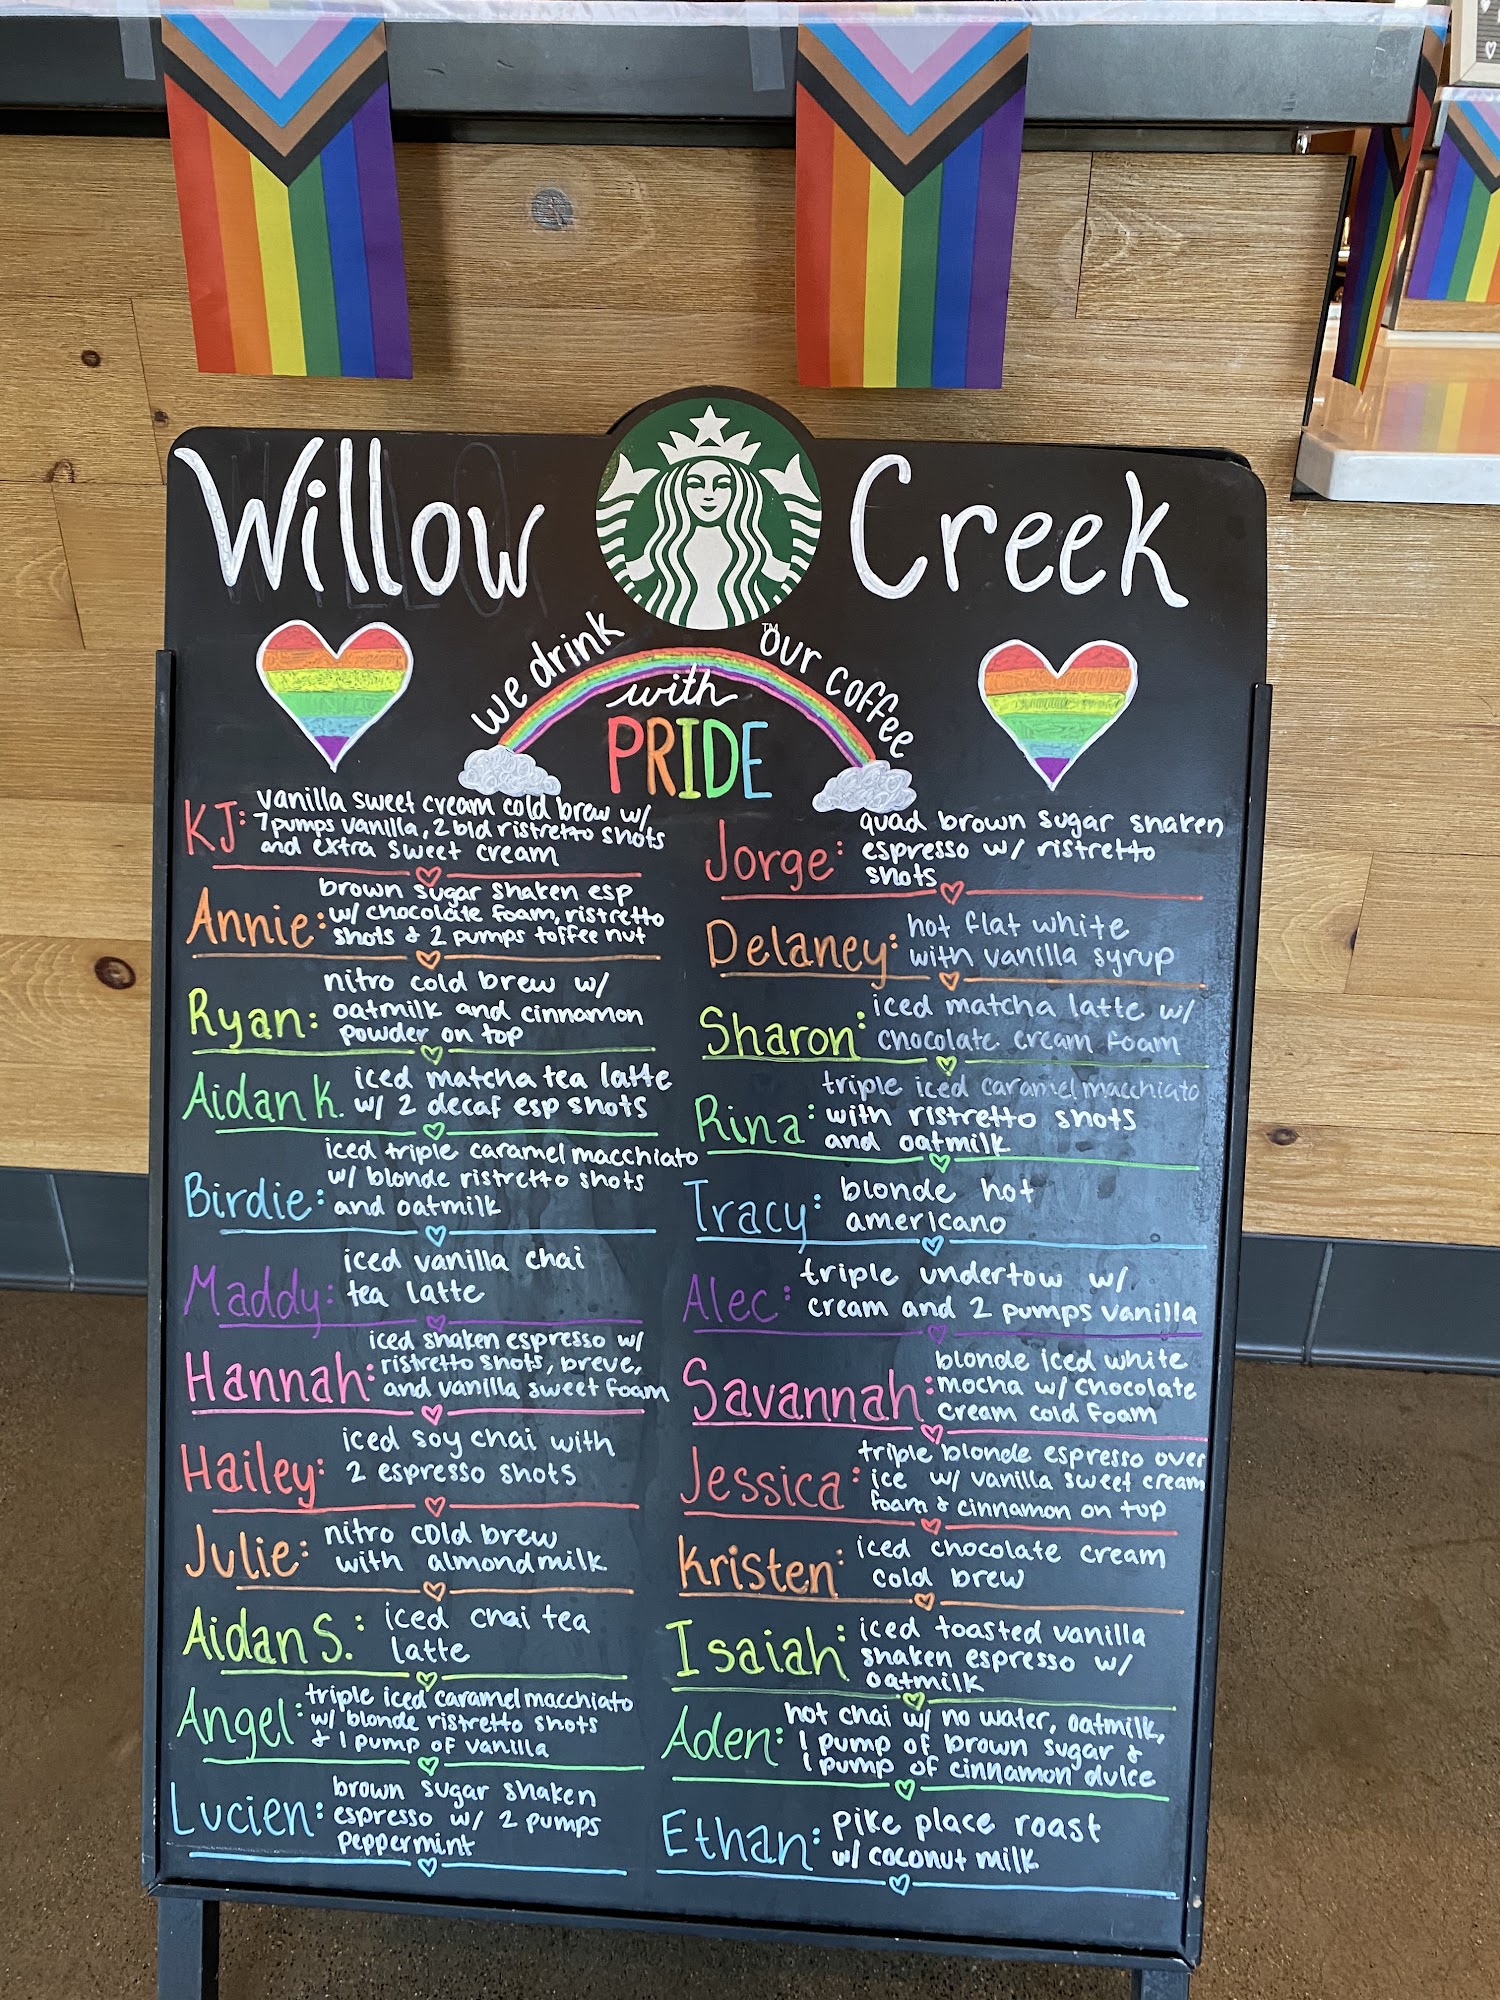 Willow Creek
we drink our coffee
TM
with
PRIDE
KJ: vanilla sweet cream cold brew w/
7 pumps vanilla, 2 bld ristretto shots
and extra sweet cream
Annie: brown sugar shaken esp
w/ chocolate foam, ristretto
shots & 2 pumps toffee nut
Ryan: nitro cold brew w/
oatmilk and cinnamon
powder on top
Aidan K. iced matcha tea latte
w/ 2 decaf esp shots
Birdie: iced triple caramel macchiato
w/ blonde ristretto shots
and oatmilk
Maddy: iced vanilla chai
tea latte
Hannah: iced shaken espresso w/
ristretto shots, breve,
and vanilla sweet foam
Hailey: iced soy chai with
2 espresso shots
Julie: nitro cold brew
with almondmilk
Aidan S.: iced chai tea
latte
Angel: triple iced caramel macchiato
w/ blonde ristretto shots
& 1 pump of vanilla
Lucien: brown sugar shaken
espresso w/ 2 pumps
peppermint
Jorge: quad brown sugar shaken
espresso w/ ristretto
shots
Delaney: hot flat white
with vanilla syrup
Sharon: iced matcha latte w/
chocolate cream foam
Rina: triple iced caramel macchiato
with ristretto shots
and oatmilk
Tracy: blonde hot
americano
Alec: triple undertow w/
cream and 2 pumps vanilla
Savannah: blonde iced white
mocha w/ chocolate
cream cold foam
Jessica: triple blonde espresso over
ice w/ vanilla sweet cream
foam & cinnamon on top
Kristen: iced chocolate cream
cold brew
Isaiah: iced toasted vanilla
shaken espresso w/
oatmilk
Aden: hot chai w/ no water, oatmilk,
1 pump of brown sugar &
1 pump of cinnamon dulce
Ethan: pike place roast
w/ coconut milk